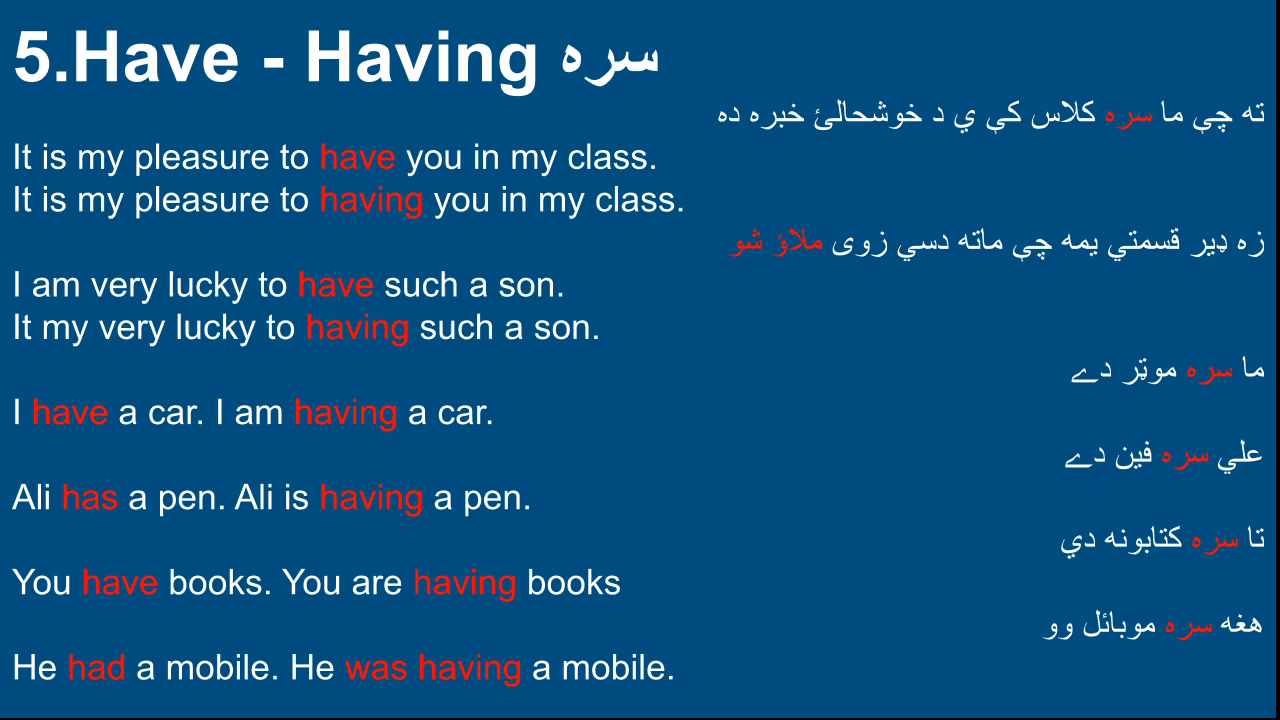 5.Have - Having سره
ته چې ما سره کلاس کې ي د خوشحالئ خبره ده
It is my pleasure to have you in my class.
It is my pleasure to having you in my class.
زه ډير قسمتي يمه چې ماته دسي زوى ملاؤ شو
I am very lucky to have such a son.
It my very lucky to having such a son.
ما سره موټر دے
I have a car. I am having a car.
علي سره فين دے
Ali has a pen. Ali is having a pen.
تا سره کتابونه دي
You have books. You are having books
هغه سره موبائل وو
He had a mobile. He was having a mobile.